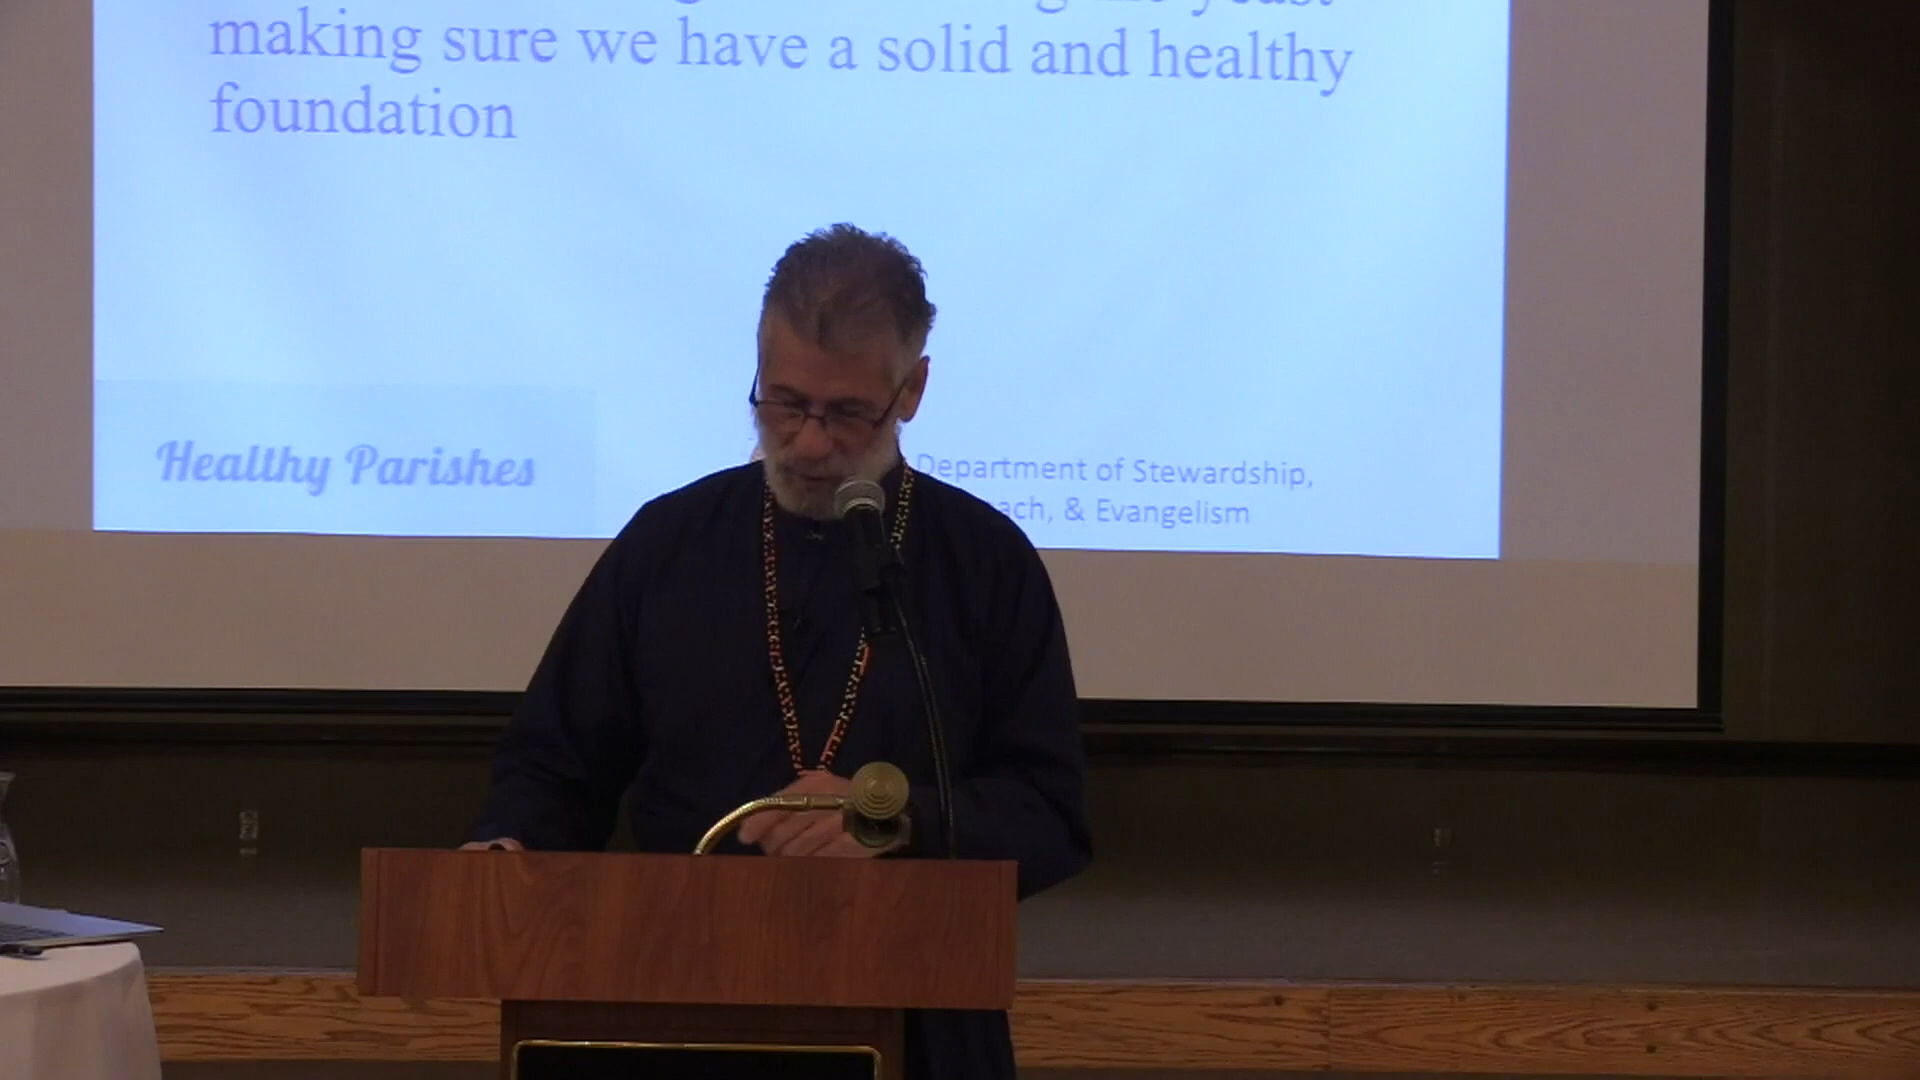 making sure we have a solid and healthy
foundation
Healthy Parishes
Department of Stewardship,
ach, & Evangelism